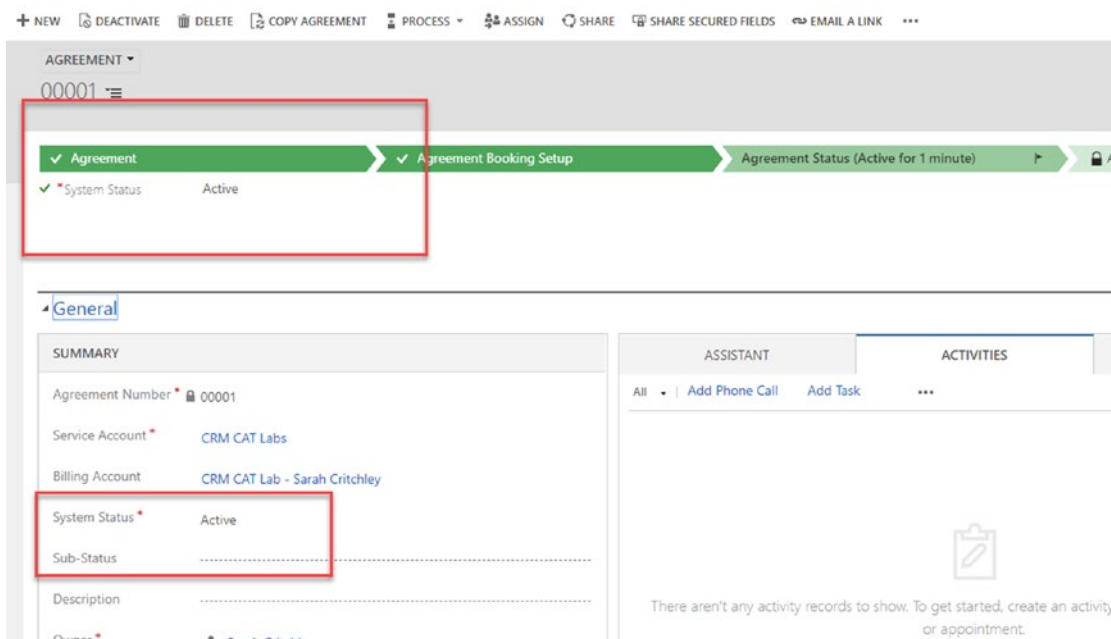 NEW DEACTIVATE DELETE COPY AGREEMENT PROCESS ASSIGN SHARE SHARE SECURED FIELDS EMAIL A LINK •••
AGREEMENT
00001
Agreement Agreement Booking Setup Agreement Status (Active for 1 minute) A
*System Status Active
General
SUMMARY
Agreement Number * 00001
Service Account * CRM CAT Labs
Billing Account CRM CAT Lab - Sarah Critchley
System Status * Active
Sub-Status
Description
ASSISTANT ACTIVITIES
All | Add Phone Call Add Task •••
There aren't any activity records to show. To get started, create an activity
or appointment.